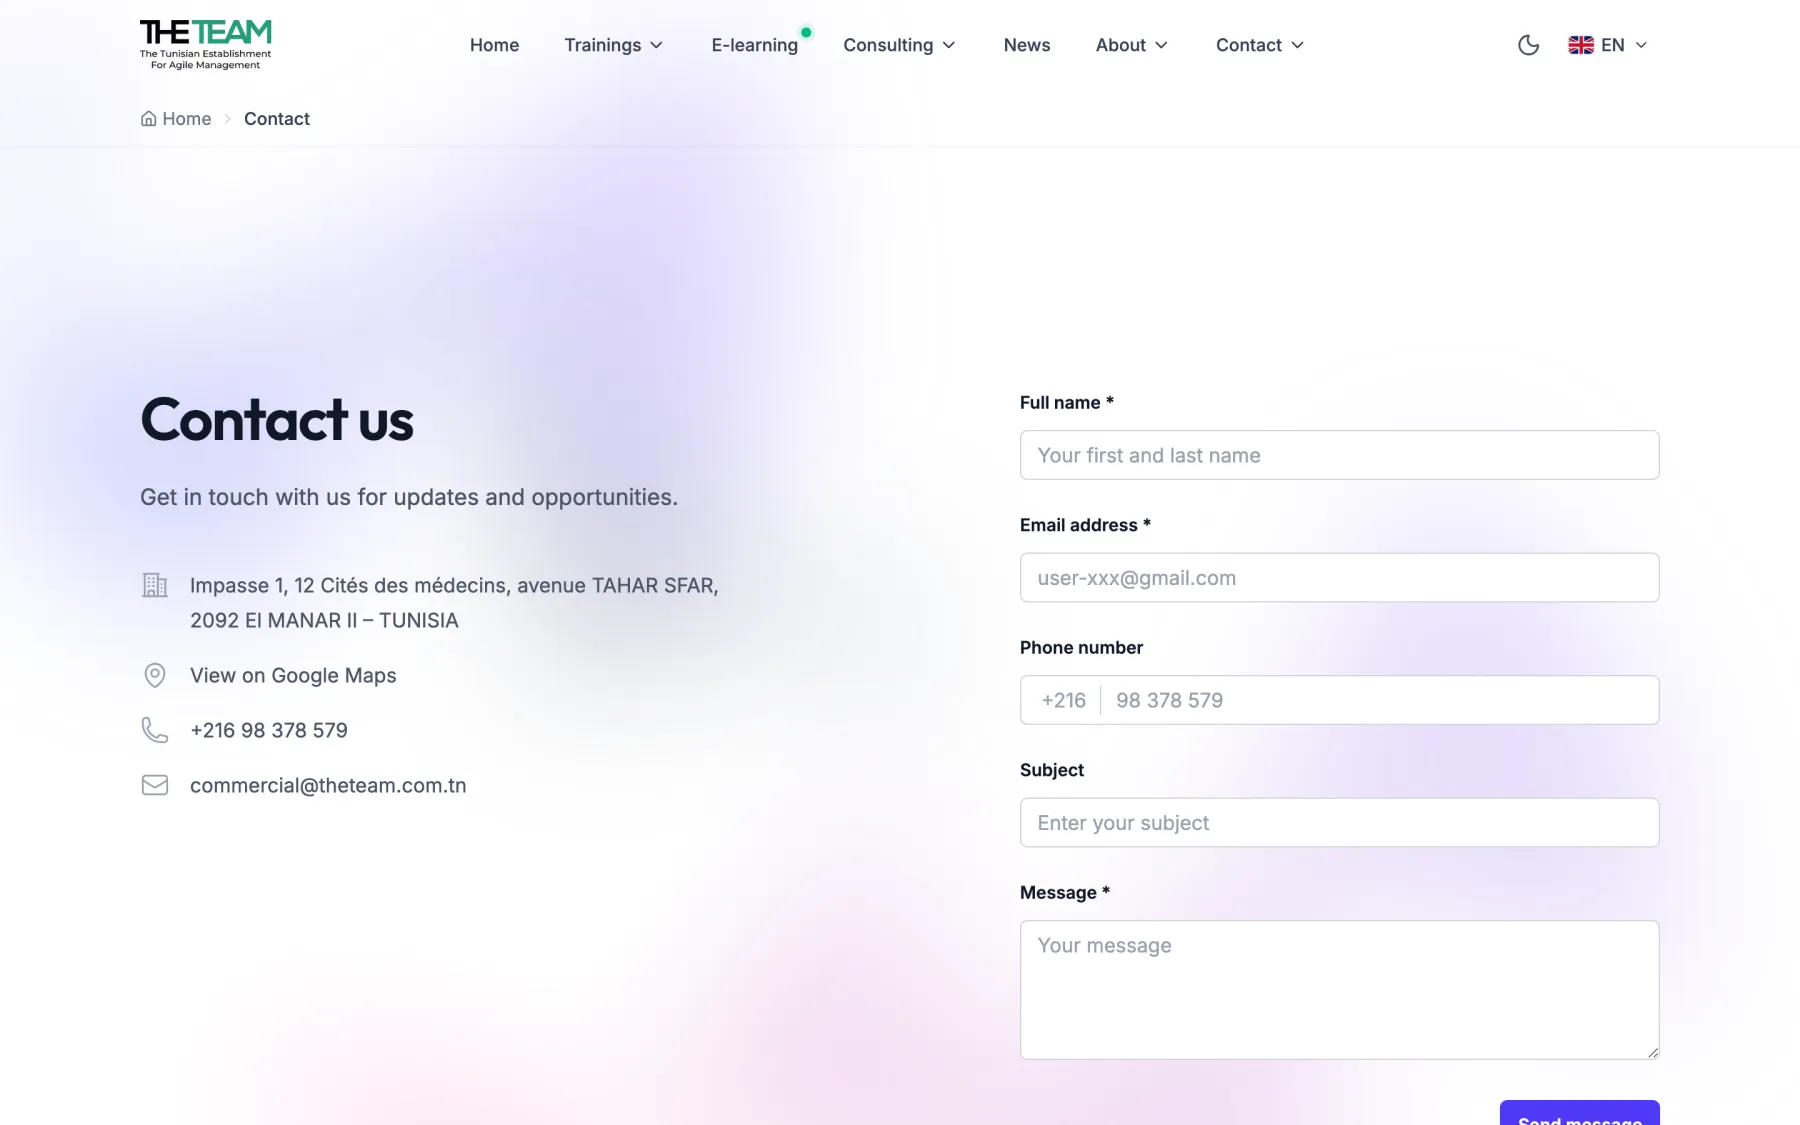 THE TEAM
The Tunisian Establishment
For Agile Management
Home
Trainings
E-learning
Consulting
News
About
Contact
EN
Home
Contact
Contact us
Get in touch with us for updates and opportunities.
Impasse 1, 12 Cités des médecins, avenue TAHAR SFAR,
2092 El MANAR II – TUNISIA
View on Google Maps
+216 98 378 579
commercial@theteam.com.tn
Full name *
Your first and last name
Email address *
user-xxx@gmail.com
Phone number
+216 98 378 579
Subject
Enter your subject
Message *
Your message
Send message